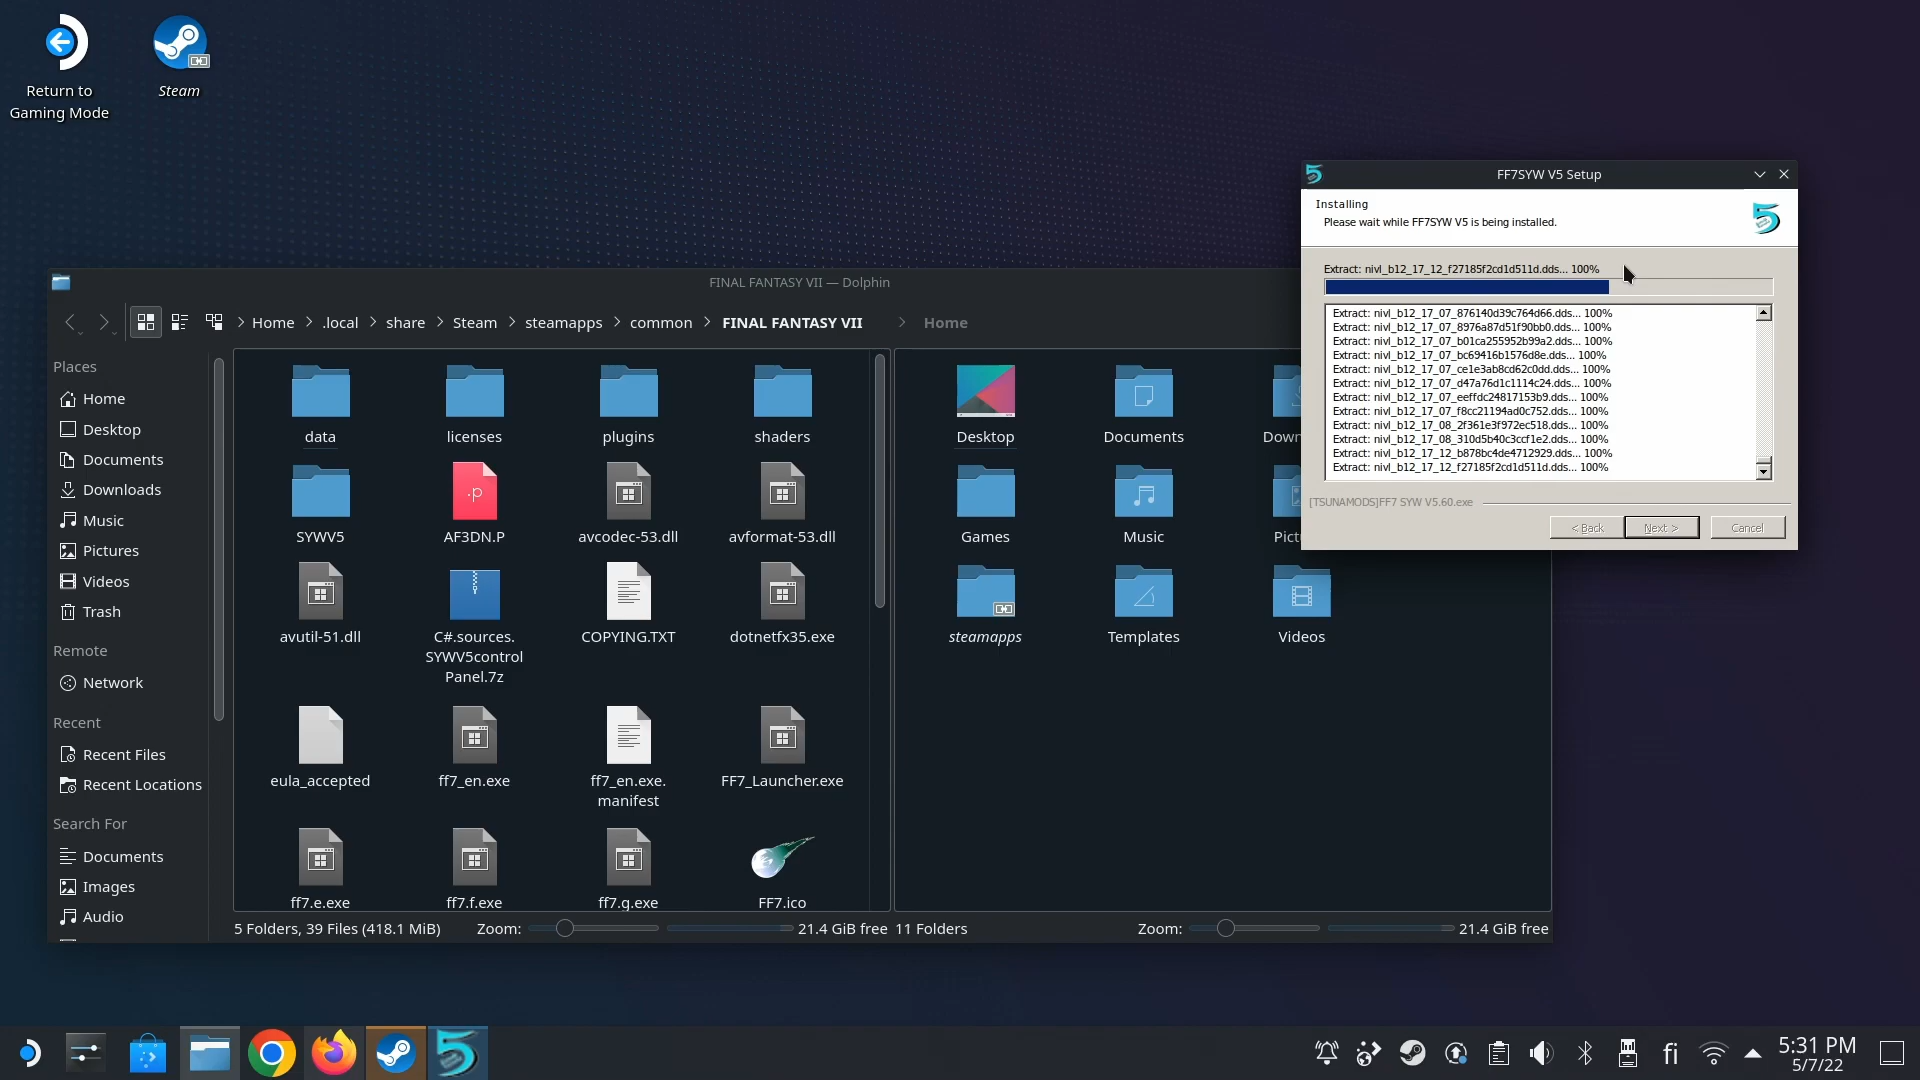 Return to
Gaming Mode
Steam
FINAL FANTASY VII — Dolphin
Home
.local
share
Steam
steamapps
common
FINAL FANTASY VII
Home
Places
Home
Desktop
Documents
Downloads
Music
Pictures
Videos
Trash
Remote
Network
Recent
Recent Files
Recent Locations
Search For
Documents
Images
Audio
data
licenses
plugins
shaders
SYWV5
.p
AF3DN.P
avcodec-53.dll
avformat-53.dll
avutil-51.dll
C#.sources.
SYWV5control
Panel.7z
COPYING.TXT
dotnetfx35.exe
eula_accepted
ff7_en.exe
ff7_en.exe.
manifest
FF7_Launcher.exe
ff7.e.exe
ff7.f.exe
ff7.g.exe
FF7.ico
5 Folders, 39 Files (418.1 MiB)
Zoom:
21.4 GiB free
Desktop
Documents
Down
Games
Music
Pict
steamapps
Templates
Videos
11 Folders
Zoom:
21.4 GiB free
5
FF7SYW V5 Setup
Installing
Please wait while FF7SYW V5 is being installed.
5
Extract: nivl_b12_17_12_f27185f2cd1d511d.dds... 100%
Extract: nivl_b12_17_07_876140d39c764d66.dds... 100%
Extract: nivl_b12_17_07_8976a87d51f90bb0.dds... 100%
Extract: nivl_b12_17_07_b01ca255952b99a2.dds... 100%
Extract: nivl_b12_17_07_bc69416b1576d8e.dds... 100%
Extract: nivl_b12_17_07_ce1e3ab8cd62c0dd.dds... 100%
Extract: nivl_b12_17_07_d47a76d1c1114c24.dds... 100%
Extract: nivl_b12_17_07_eeffdc24817153b9.dds... 100%
Extract: nivl_b12_17_07_f8cc21194ad0c752.dds... 100%
Extract: nivl_b12_17_08_2f361e3f972ec518.dds... 100%
Extract: nivl_b12_17_08_310d5b40c3ccf1e2.dds... 100%
Extract: nivl_b12_17_12_b878bc4de4712929.dds... 100%
Extract: nivl_b12_17_12_f27185f2cd1d511d.dds... 100%
[TSUNAMODS]FF7 SYW V5.60.exe
< Back
Next >
Cancel
5
fi
5:31 PM
5/7/22